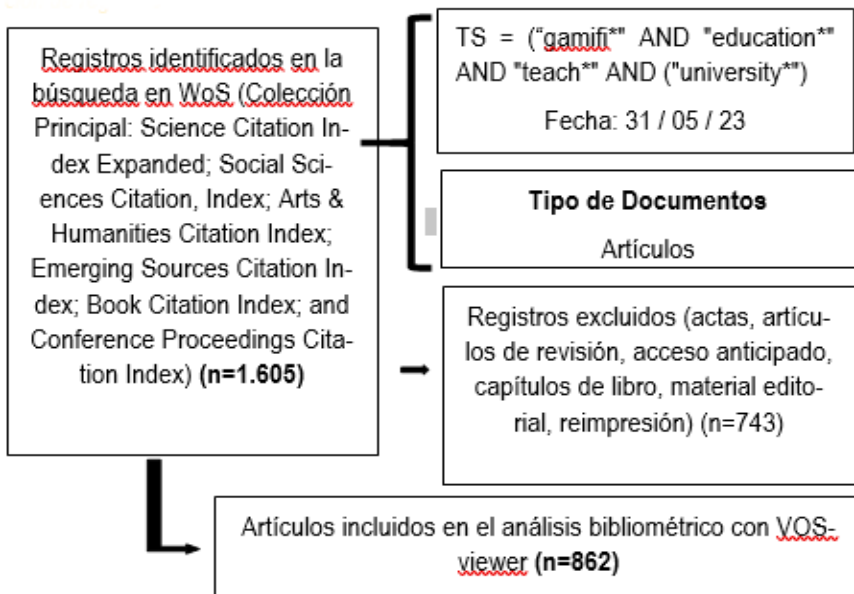 Registros identificados en la
búsqueda en WoS (Colección
Principal: Science Citation In-
dex Expanded; Social Sci-
ences Citation, Index; Arts &
Humanities Citation Index;
Emerging Sources Citation In-
dex; Book Citation Index; and
Conference Proceedings Cita-
tion Index) (n=1.605)
TS = ("gamifi*" AND "education*"
AND "teach*" AND ("university*")
Fecha: 31 / 05 / 23
Tipo de Documentos
Artículos
Registros excluidos (actas, artícu-
los de revisión, acceso anticipado,
capítulos de libro, material edito-
rial, reimpresión) (n=743)
Artículos incluidos en el análisis bibliométrico con VOS-
viewer (n=862)